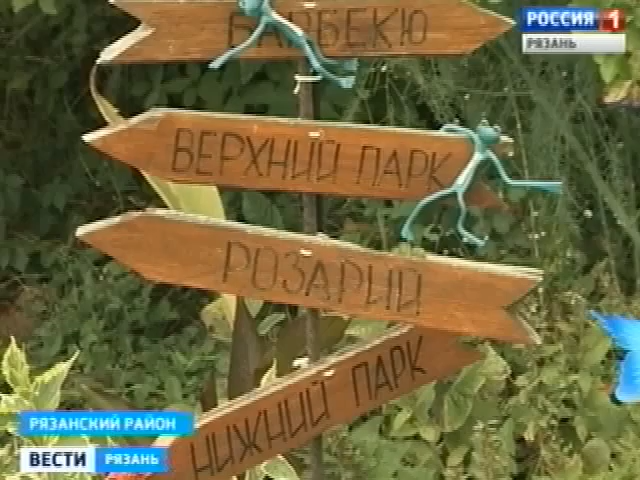 БАРБЕКЮ
РОССИЯ 1
РЯЗАНЬ
ВЕРХНИЙ ПАРК
РОЗАРИЙ
НИЖНИЙ ПАРК
РЯЗАНСКИЙ РАЙОН
ВЕСТИ РЯЗАНЬ